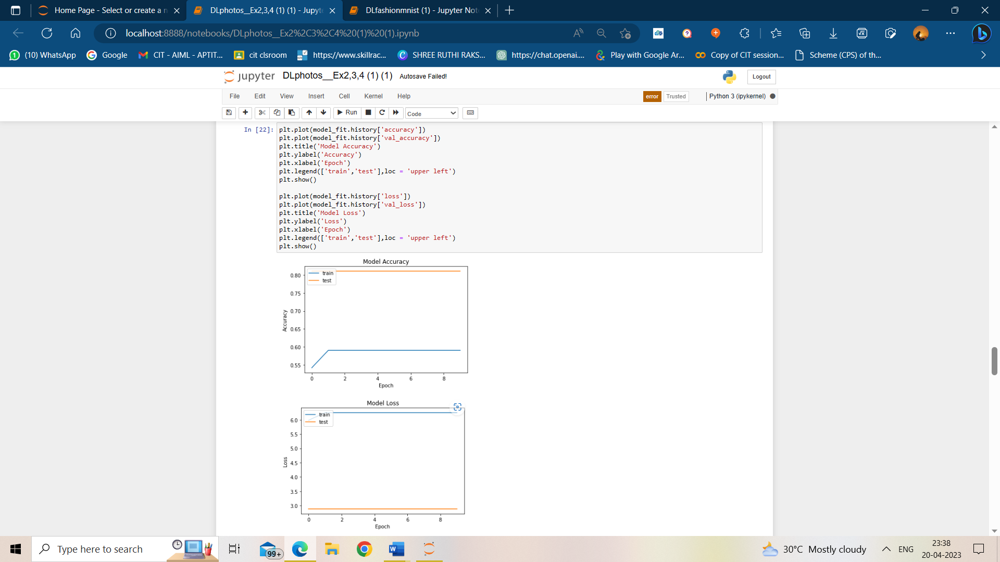 Home Page - Select or create a n
DLphotos__Ex2,3,4 (1) (1) - Jupyte
DLfashionmnist (1) - Jupyter Not
localhost:8888/notebooks/DLphotos__Ex2%2C3%2C4%20(1)%20(1).ipynb
(10) WhatsApp
Google
CIT - AIML - APTIT...
cit clsroom
https://www.skillrac...
SHREE RUTHI RAKS...
https://chat.openai....
Play with Google Ar...
Copy of CIT session...
Scheme (CPS) of th...
jupyter DLphotos__Ex2,3,4 (1) (1) Autosave Failed!
Logout
File Edit View Insert Cell Kernel Help
error Trusted Python 3 (ipykernel)
Run Code
In [22]: plt.plot(model_fit.history['accuracy'])
plt.plot(model_fit.history['val_accuracy'])
plt.title('Model Accuracy')
plt.ylabel('Accuracy')
plt.xlabel('Epoch')
plt.legend(['train','test'],loc = 'upper left')
plt.show()
plt.plot(model_fit.history['loss'])
plt.plot(model_fit.history['val_loss'])
plt.title('Model Loss')
plt.ylabel('Loss')
plt.xlabel('Epoch')
plt.legend(['train','test'],loc = 'upper left')
plt.show()
Model Accuracy
train
test
0.80
0.75
0.70
0.65
0.60
0.55
Accuracy
0 2 4 6 8
Epoch
Model Loss
train
test
6.0
5.5
5.0
4.5
4.0
3.5
3.0
Loss
0 2 4 6 8
Epoch
Type here to search
99+
30°C Mostly cloudy
ENG
23:38
20-04-2023